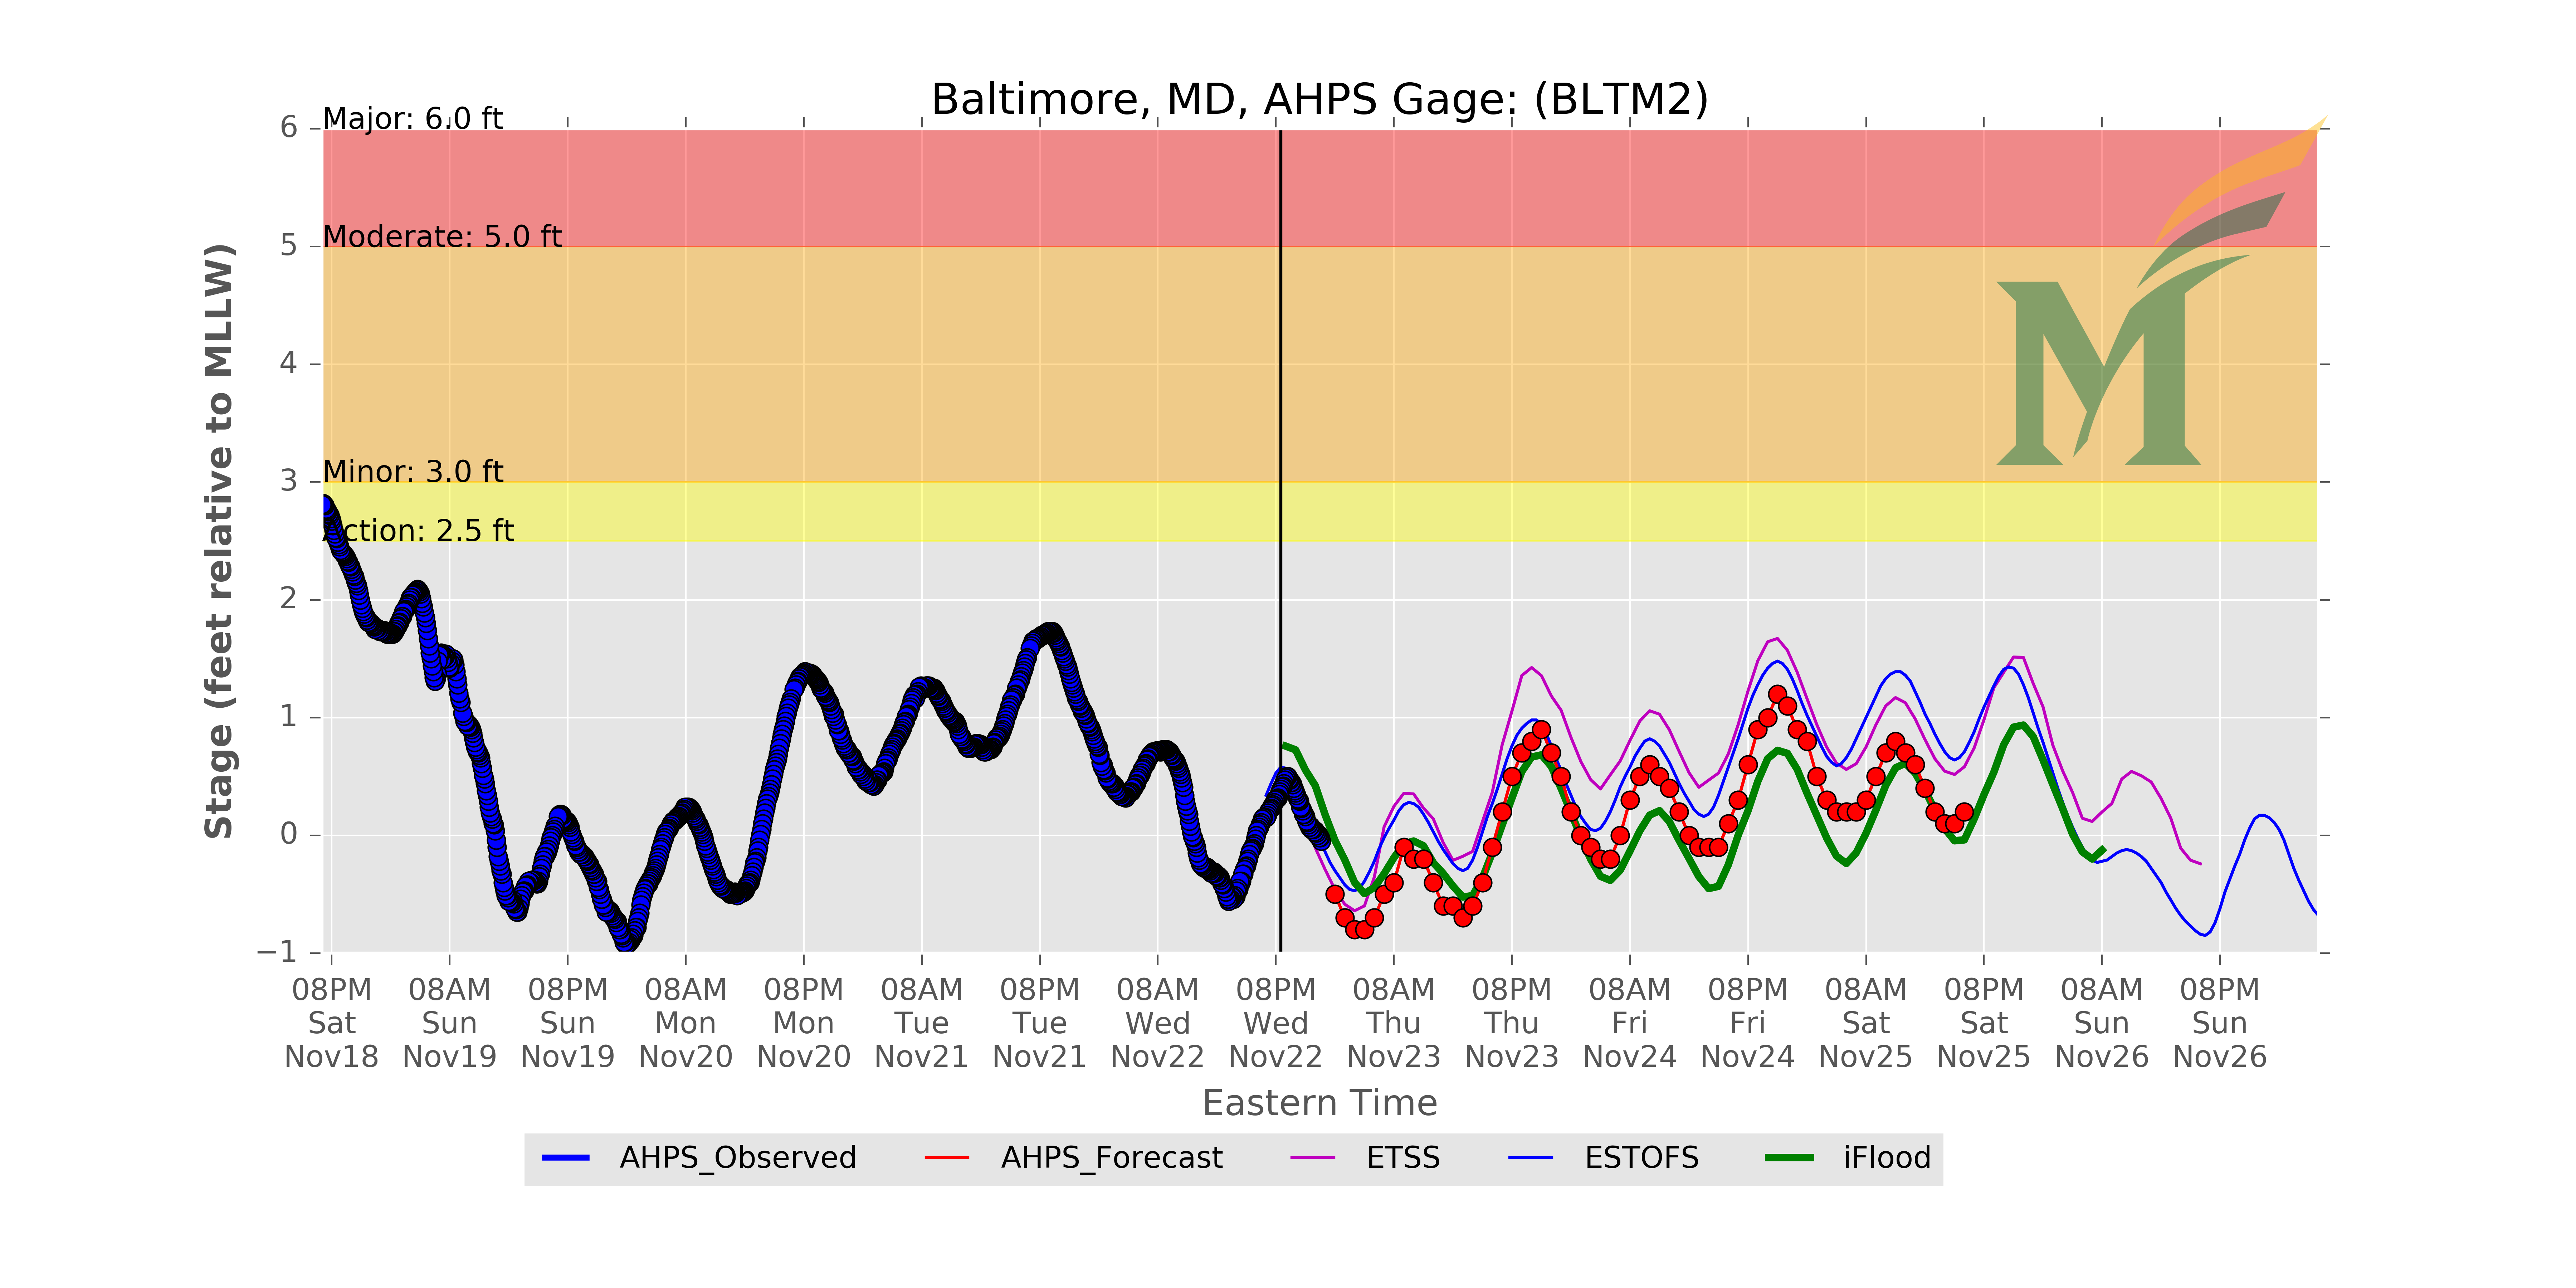 Baltimore, MD, AHPS Gage: (BLTM2)
Stage (feet relative to MLLW)
6
5
4
3
2
1
0
−1
Major: 6.0 ft
Moderate: 5.0 ft
Minor: 3.0 ft
Action: 2.5 ft
08PM 08AM 08PM 08AM 08PM 08AM 08PM 08AM 08PM 08AM 08PM 08AM 08PM 08AM 08PM 08AM 08PM
Sat Sun Sun Mon Mon Tue Tue Wed Wed Thu Thu Fri Fri Sat Sat Sun Sun
Nov18 Nov19 Nov19 Nov20 Nov20 Nov21 Nov21 Nov22 Nov22 Nov23 Nov23 Nov24 Nov24 Nov25 Nov25 Nov26 Nov26
Eastern Time
AHPS_Observed AHPS_Forecast ETSS ESTOFS iFlood
M